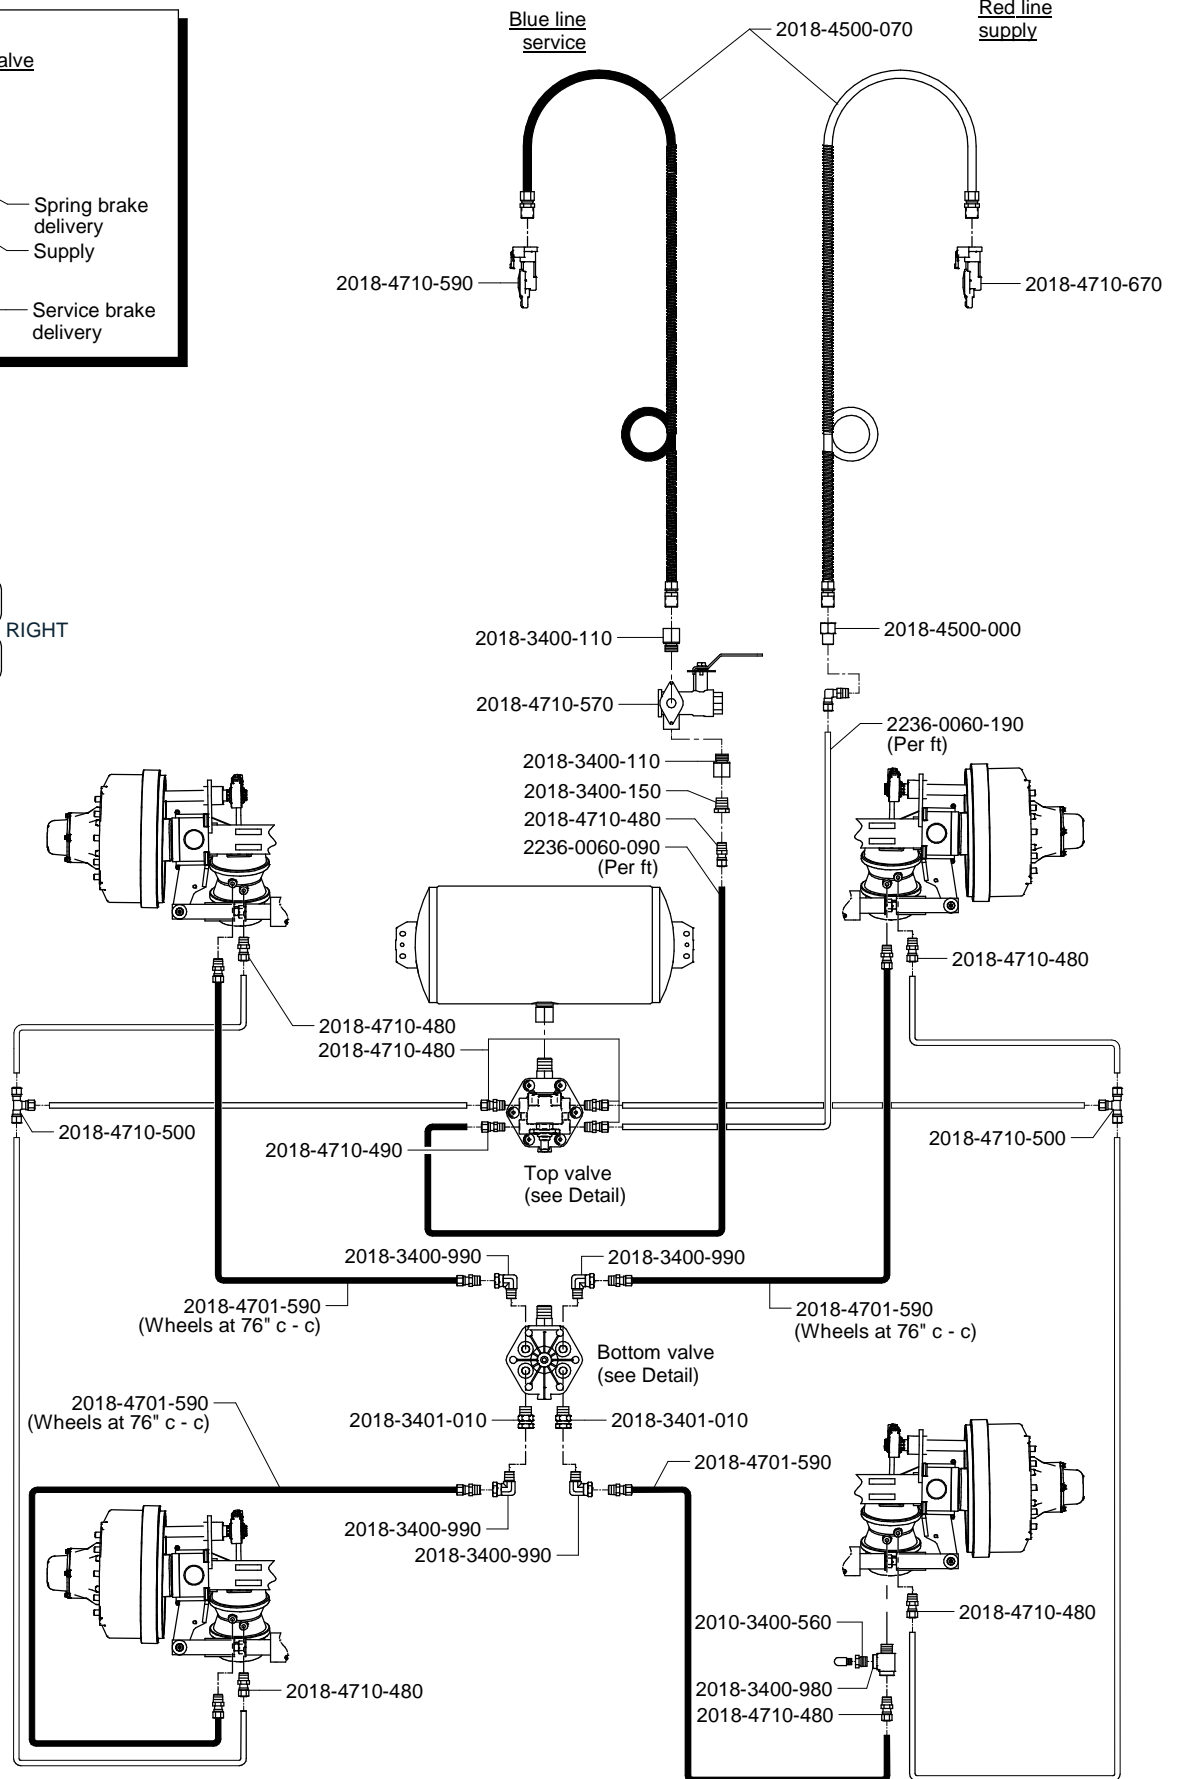 Blue line
service
2018-4500-070
Red line
supply
alve
Spring brake
delivery
Supply
Service brake
delivery
2018-4710-590
2018-4710-670
RIGHT
2018-3400-110
2018-4500-000
2018-4710-570
2236-0060-190
(Per ft)
2018-3400-110
2018-3400-150
2018-4710-480
2236-0060-090
(Per ft)
2018-4710-480
2018-4710-480
2018-4710-480
2018-4710-500
2018-4710-490
2018-4710-500
Top valve
(see Detail)
2018-3400-990
2018-3400-990
2018-4701-590
(Wheels at 76" c - c)
2018-4701-590
(Wheels at 76" c - c)
Bottom valve
(see Detail)
2018-4701-590
(Wheels at 76" c - c)
2018-3401-010
2018-3401-010
2018-4701-590
2018-3400-990
2018-3400-990
2010-3400-560
2018-4710-480
2018-4710-480
2018-3400-980
2018-4710-480